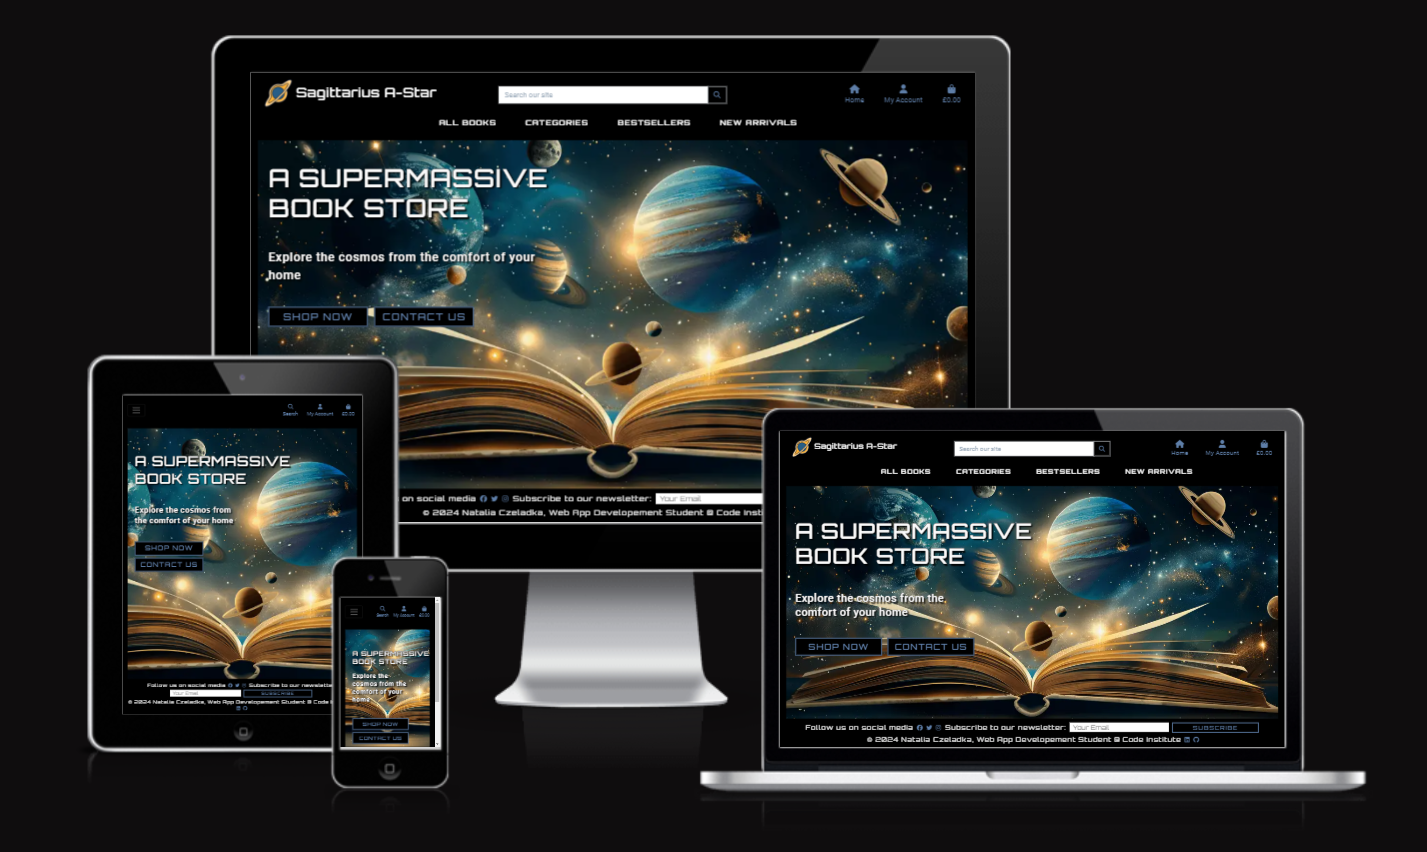 Sagittarius A-Star
Search our site
Home
My Account
£0.00
ALL BOOKS
CATEGORIES
BESTSELLERS
NEW ARRIVALS
A SUPERMASSIVE
BOOK STORE
Explore the cosmos from the comfort of your
home
SHOP NOW
CONTACT US
on social media
Subscribe to our newsletter:
Your Email
© 2024 Natalia Czeladka, Web App Developement Student @ Code Inst
Search
My Account
£0.00
A SUPERMASSIVE
BOOK STORE
Explore the cosmos from
the comfort of your home
SHOP NOW
CONTACT US
Follow us on social media
Subscribe to our newslette
Your Email
SUBSCRIBE
© 2024 Natalia Czeladka, Web App Developement Student @ Code I
Search
My Account
£0.00
A SUPERMASSIVE
BOOK STORE
Explore the
cosmos from the
comfort of your
home
SHOP NOW
CONTACT US
Sagittarius A-Star
Search our site
Home
My Account
£0.00
ALL BOOKS
CATEGORIES
BESTSELLERS
NEW ARRIVALS
A SUPERMASSIVE
BOOK STORE
Explore the cosmos from the
comfort of your home
SHOP NOW
CONTACT US
Follow us on social media
Subscribe to our newsletter:
Your Email
SUBSCRIBE
© 2024 Natalia Czeladka, Web App Developement Student @ Code Institute